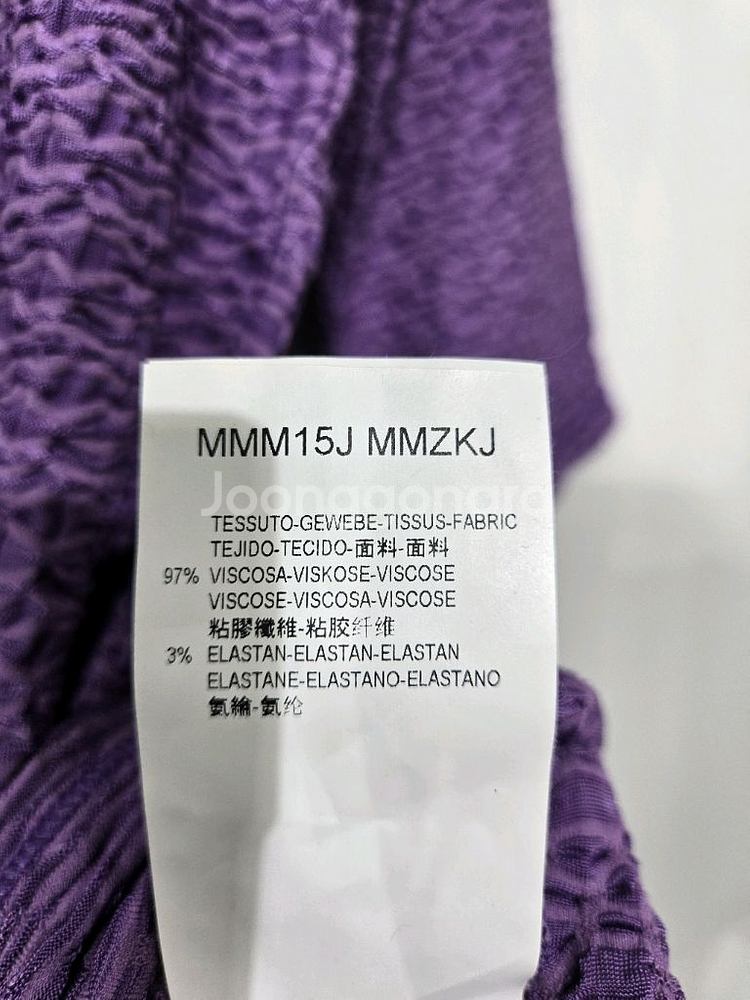 MMM15J MMZKJ
Joonggonara
TESSUTO-GEWEBE-TISSUS-FABRIC
TEJIDO-TECIDO-面料-面料
97% VISCOSA-VISKOSE-VISCOSE
VISCOSE-VISCOSA-VISCOSE
粘膠纖維-粘胶纤维
3% ELASTAN-ELASTAN-ELASTAN
ELASTANE-ELASTANO-ELASTANO
氨綸-氨纶